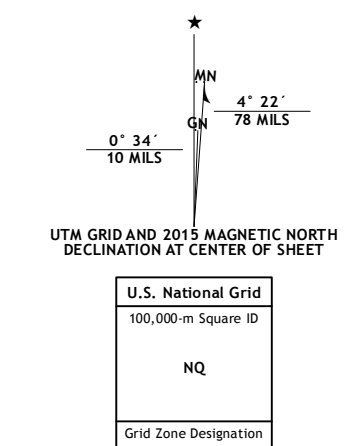 MN
4° 22´
GN
78 MILS
0° 34´
10 MILS
UTM GRID AND 2015 MAGNETIC NORTH
DECLINATION AT CENTER OF SHEET
U.S. National Grid
100,000-m Square ID
NQ
Grid Zone Designation